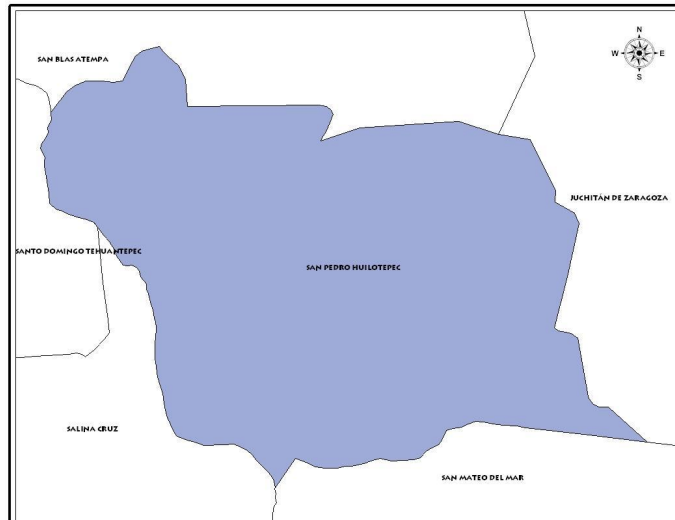 SAN BLAS ATEMPA
N
W E
S
JUCHITÁN DE ZARAGOZA
SANTO DOMINGO TEHUANTEPEC
SAN PEDRO HUILOTEPEC
SALINA CRUZ
SAN MATEO DEL MAR